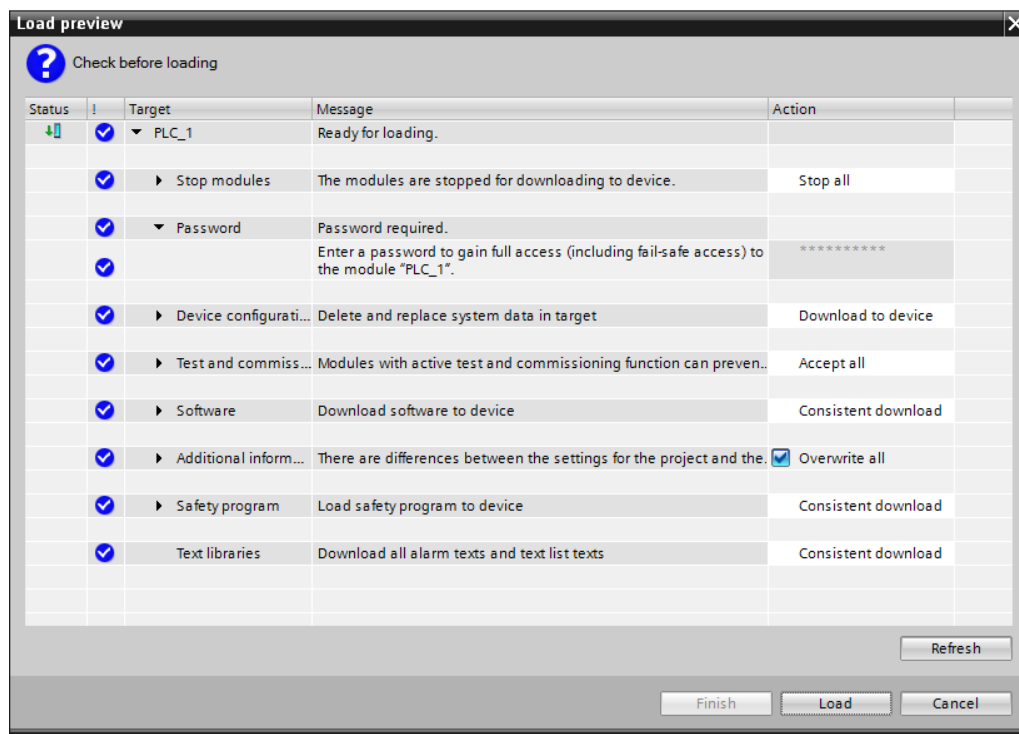 Load preview
Check before loading
Status ! Target Message Action
PLC_1 Ready for loading.
Stop modules The modules are stopped for downloading to device. Stop all
Password Password required.
Enter a password to gain full access (including fail-safe access) to **********
the module "PLC_1".
Device configurati... Delete and replace system data in target Download to device
Test and commiss... Modules with active test and commissioning function can preven.. Accept all
Software Download software to device Consistent download
Additional inform... There are differences between the settings for the project and the. Overwrite all
Safety program Load safety program to device Consistent download
Text libraries Download all alarm texts and text list texts Consistent download
Refresh
Finish Load Cancel